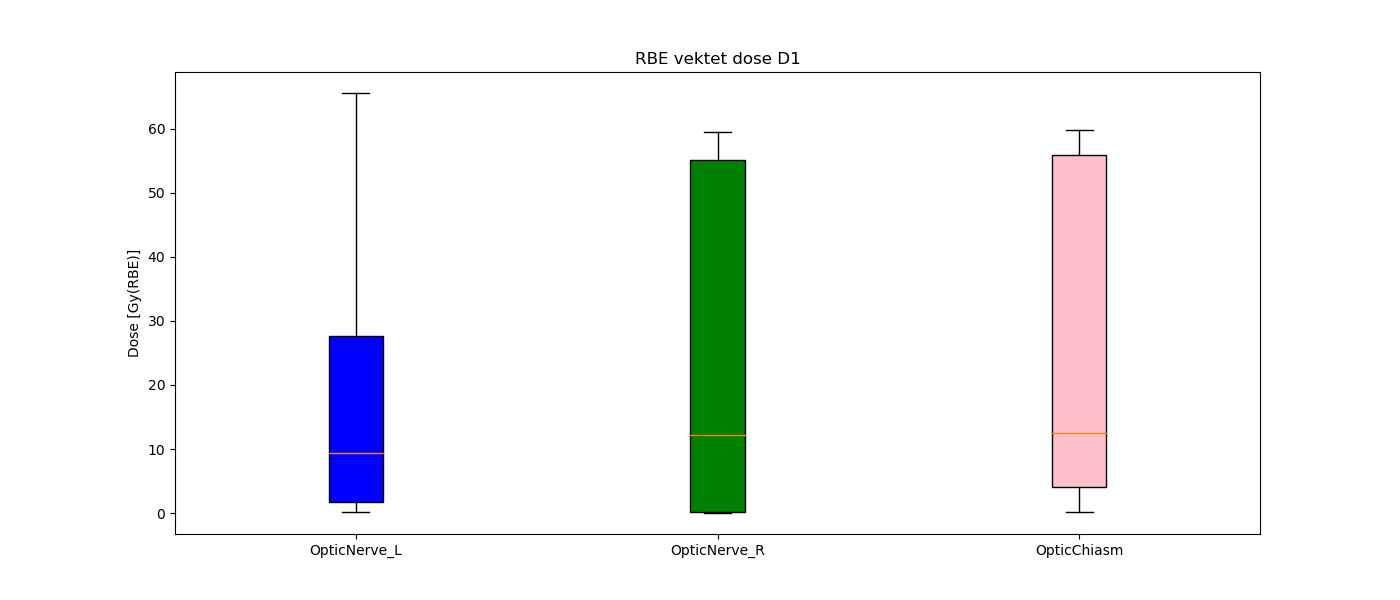 RBE vektet dose D1
Dose [Gy(RBE)]
60
50
40
30
20
10
0
OpticNerve_L
OpticNerve_R
OpticChiasm